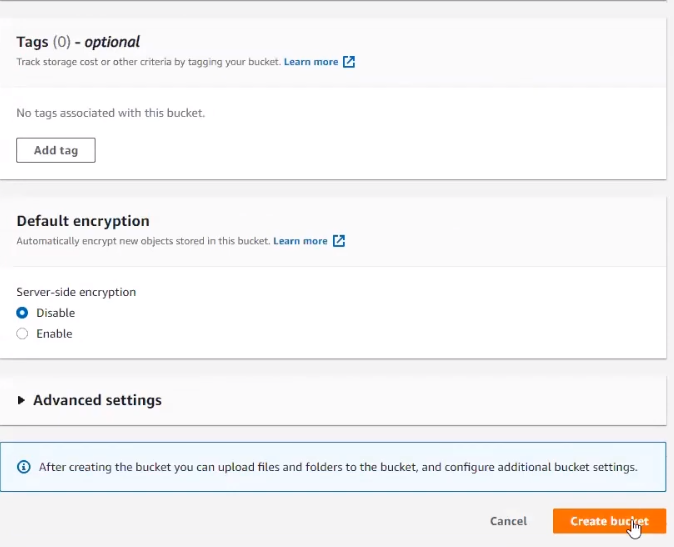 Tags (0) - optional
Track storage cost or other criteria by tagging your bucket. Learn more
No tags associated with this bucket.
Add tag
Default encryption
Automatically encrypt new objects stored in this bucket. Learn more
Server-side encryption
Disable
Enable
Advanced settings
After creating the bucket you can upload files and folders to the bucket, and configure additional bucket settings.
Cancel
Create bucket